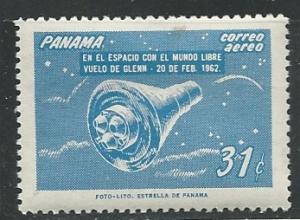 PANAMA correo
aereo
EN EL ESPACIO CON EL MUNDO LIBRE
VUELO DE GLENN - 20 DE FEB. 1962.
31¢
FOTO-LITO. ESTRELLA DE PANAMA